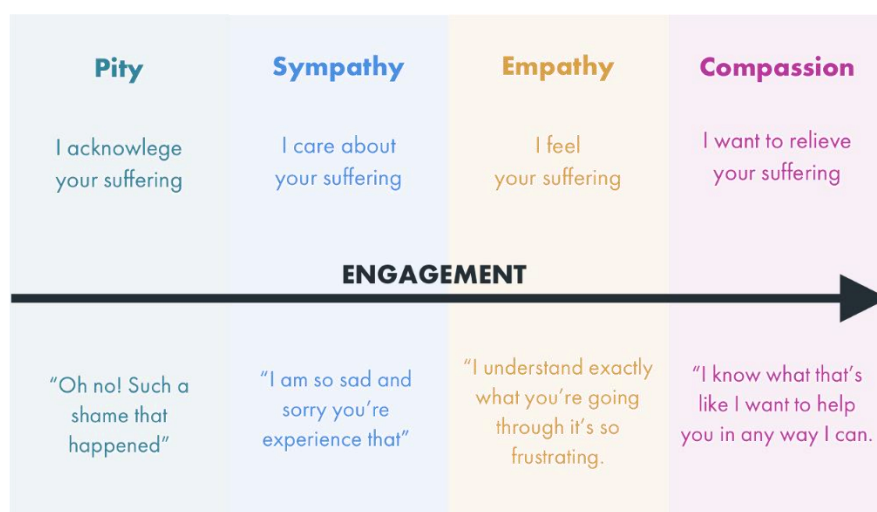 Pity
I acknowlege
your suffering
Sympathy
I care about
your suffering
Empathy
I feel
your suffering
Compassion
I want to relieve
your suffering
ENGAGEMENT
“Oh no! Such a
shame that
happened”
“I am so sad and
sorry you’re
experience that”
“I understand exactly
what you’re going
through it’s so
frustrating.
“I know what that’s
like I want to help
you in any way I can.